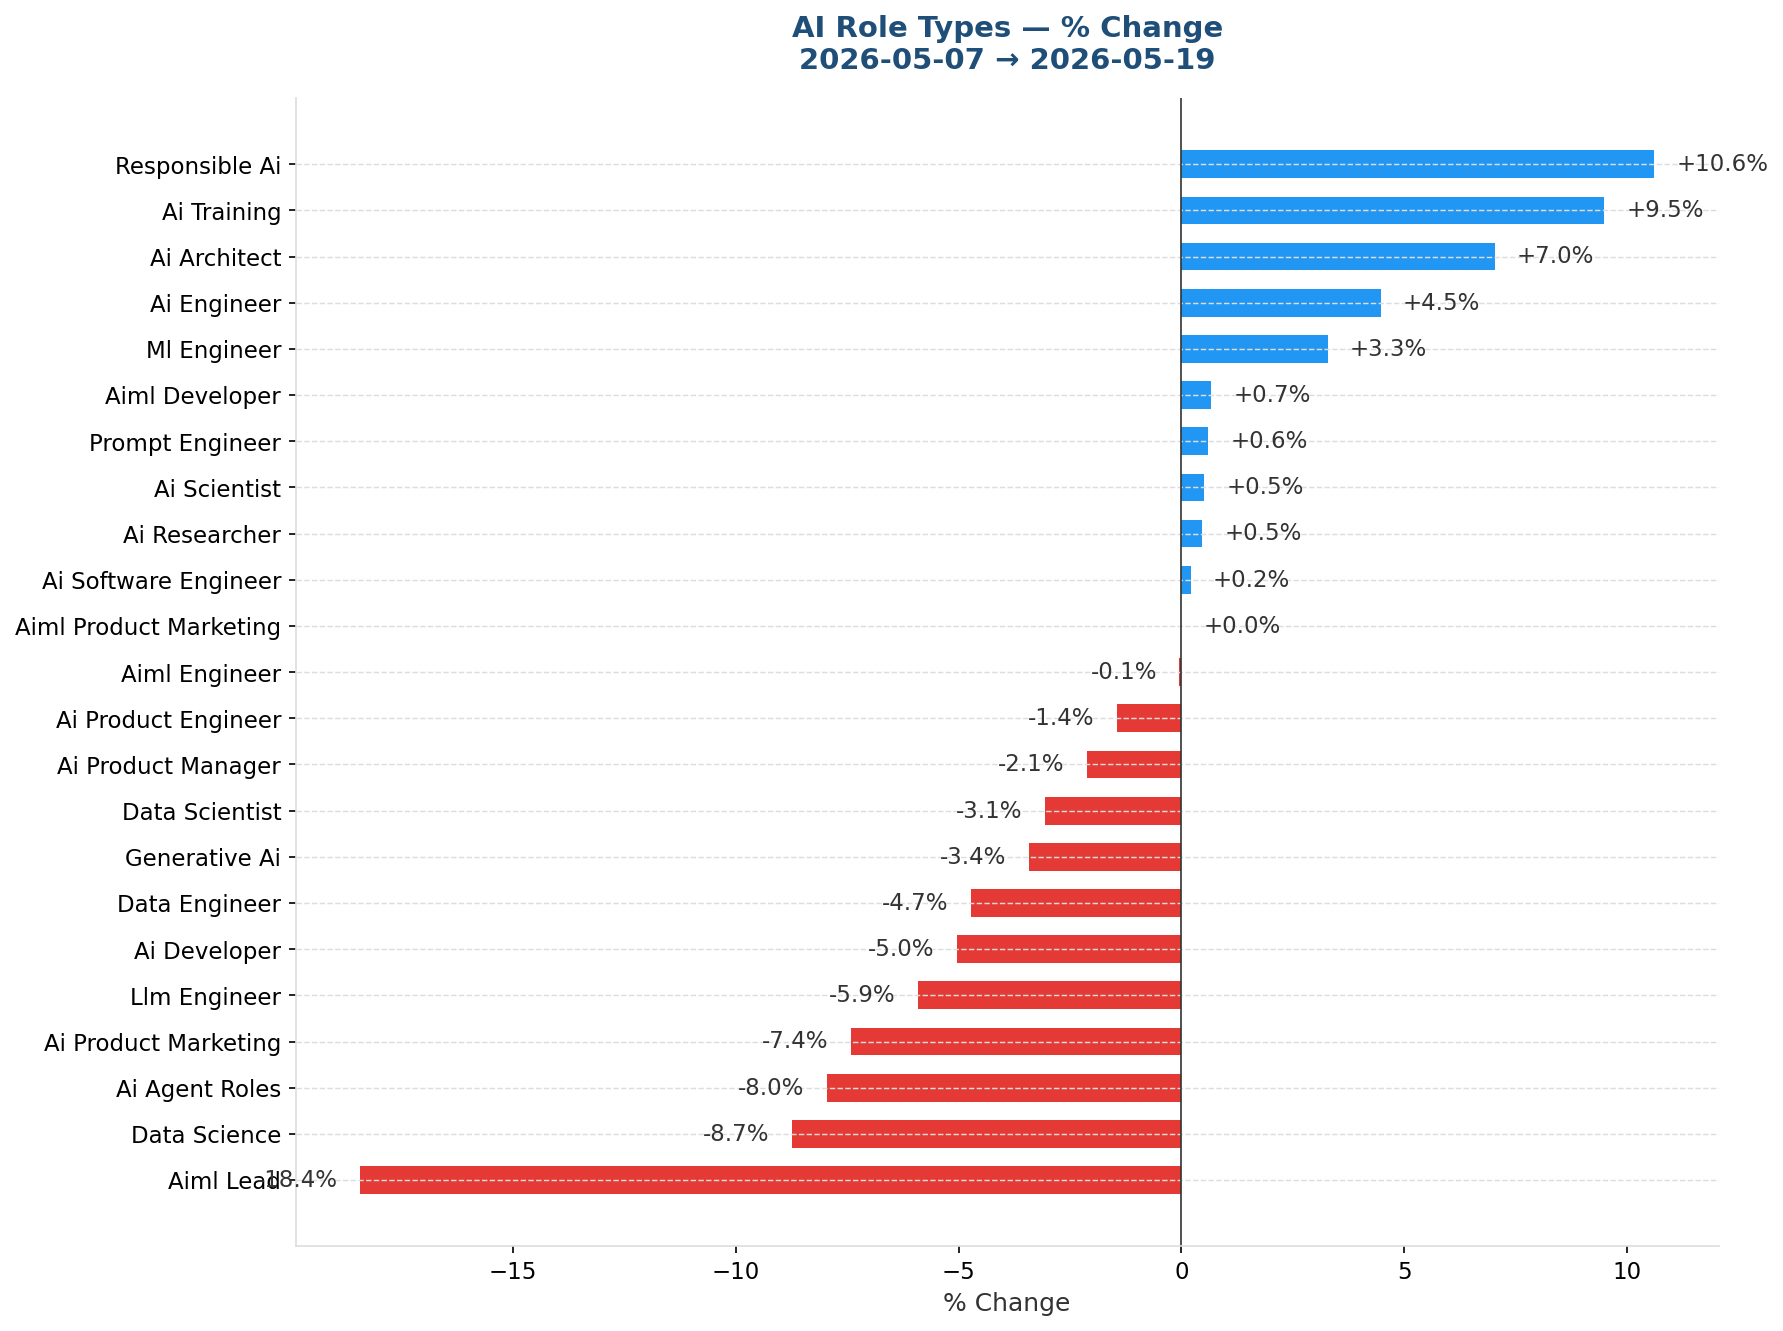 AI Role Types — % Change
2026-05-07 → 2026-05-19
Responsible Ai +10.6%
Ai Training +9.5%
Ai Architect +7.0%
Ai Engineer +4.5%
Ml Engineer +3.3%
Aiml Developer +0.7%
Prompt Engineer +0.6%
Ai Scientist +0.5%
Ai Researcher +0.5%
Ai Software Engineer +0.2%
Aiml Product Marketing +0.0%
Aiml Engineer -0.1%
Ai Product Engineer -1.4%
Ai Product Manager -2.1%
Data Scientist -3.1%
Generative Ai -3.4%
Data Engineer -4.7%
Ai Developer -5.0%
Llm Engineer -5.9%
Ai Product Marketing -7.4%
Ai Agent Roles -8.0%
Data Science -8.7%
Aiml Lead -18.4%
−15 −10 −5 0 5 10
% Change